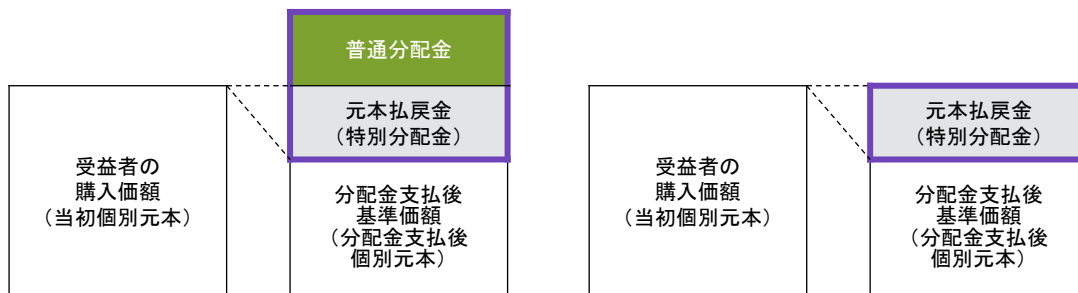 普通分配金
元本払戻金
（特別分配金）
受益者の
購入価額
（当初個別元本）
分配金支払後
基準価額
（分配金支払後
個別元本）
元本払戻金
（特別分配金）
受益者の
購入価額
（当初個別元本）
分配金支払後
基準価額
（分配金支払後
個別元本）